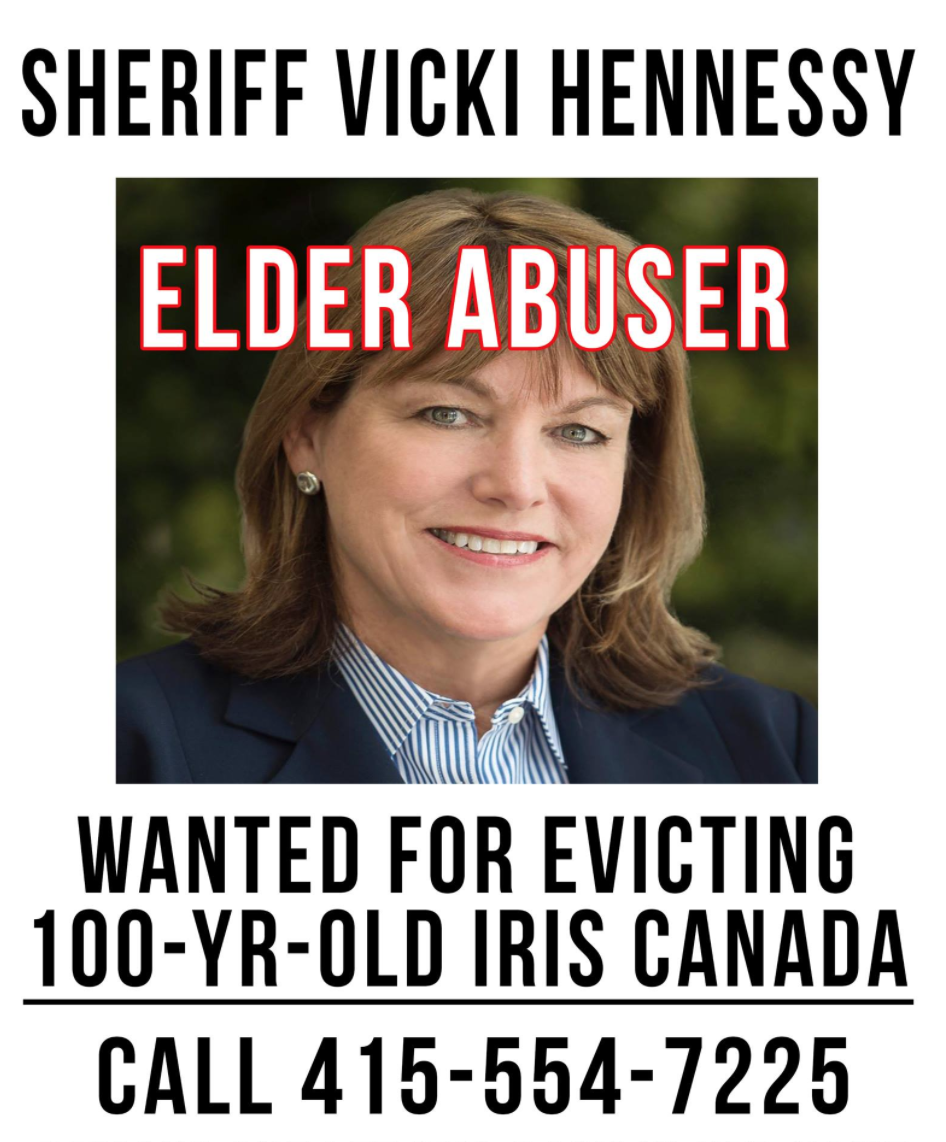 SHERIFF VICKI HENNESSY
ELDER ABUSER
WANTED FOR EVICTING
100-YR-OLD IRIS CANADA
CALL 415-554-7225